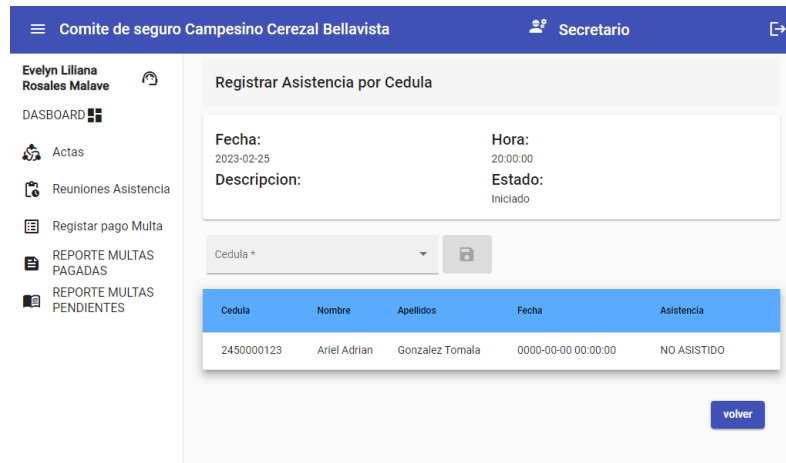 Comite de seguro Campesino Cerezal Bellavista
Secretario
Evelyn Liliana
Rosales Malave
DASBOARD
Actas
Reuniones Asistencia
Registar pago Multa
REPORTE MULTAS
PAGADAS
REPORTE MULTAS
PENDIENTES
Registrar Asistencia por Cedula
Fecha:
2023-02-25
Hora:
20:00:00
Descripcion:
Estado:
Iniciado
Cedula *
Cedula Nombre Apellidos Fecha Asistencia
2450000123 Ariel Adrian Gonzalez Tomala 0000-00-00 00:00:00 NO ASISTIDO
volver